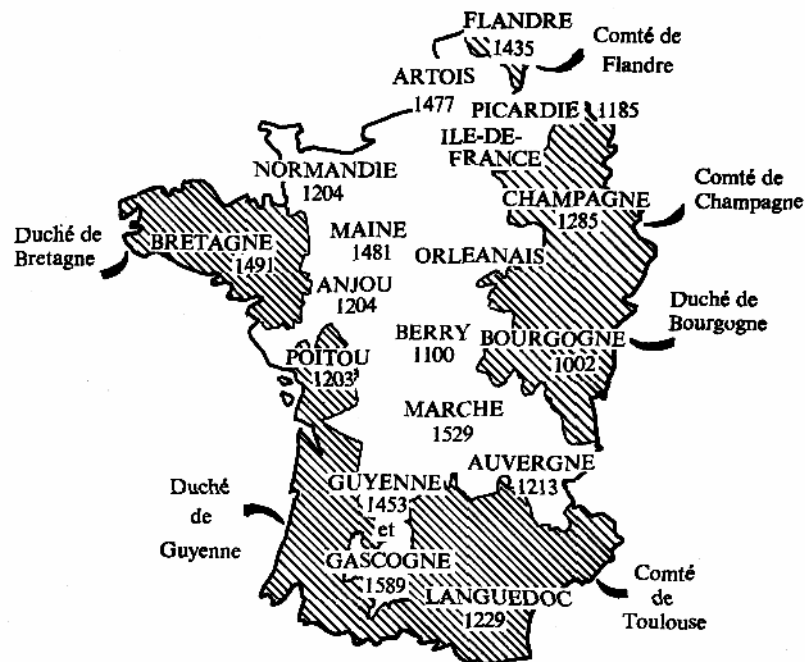 FLANDRE
1435
Comté de
Flandre
ARTOIS
1477
PICARDIE 1185
ILE-DE-
FRANCE
NORMANDIE
1204
CHAMPAGNE
1285
Comté de
Champagne
Duché de
Bretagne
BRETAGNE
1491
MAINE
1481
ORLEANAIS
ANJOU
1204
Duché de
Bourgogne
BERRY
1100
BOURGOGNE
1002
POITOU
1203
MARCHE
1529
AUVERGNE
1213
Duché
de
Guyenne
GUYENNE
1453
et
GASCOGNE
1589
LANGUEDOC
1229
Comté
de
Toulouse